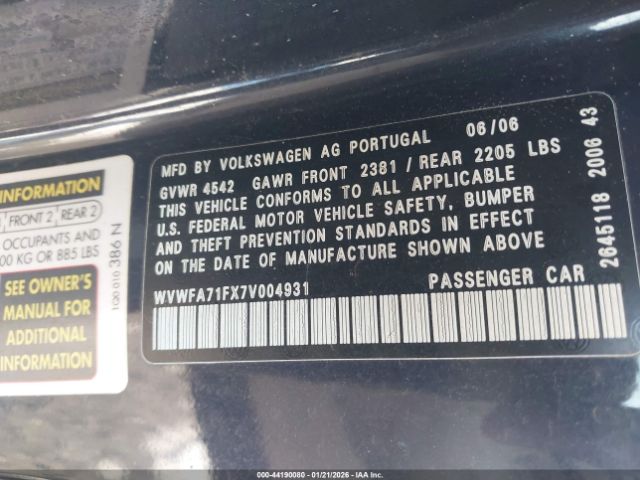 INFORMATION
FRONT 2 REAR 2
OCCUPANTS AND
00 KG OR 885 LBS
SEE OWNER'S
MANUAL FOR
ADDITIONAL
INFORMATION
1Q0 010 386 N
MFD BY VOLKSWAGEN AG PORTUGAL 06/06
GVWR 4542 GAWR FRONT 2381 / REAR 2205 LBS
THIS VEHICLE CONFORMS TO ALL APPLICABLE
U.S. FEDERAL MOTOR VEHICLE SAFETY, BUMPER
AND THEFT PREVENTION STANDARDS IN EFFECT
ON THE DATE OF MANUFACTURE SHOWN ABOVE
WVWFA71FX7V004931 PASSENGER CAR
2645118 2006 43
000-44190080 - 01/21/2026 - IAA Inc.